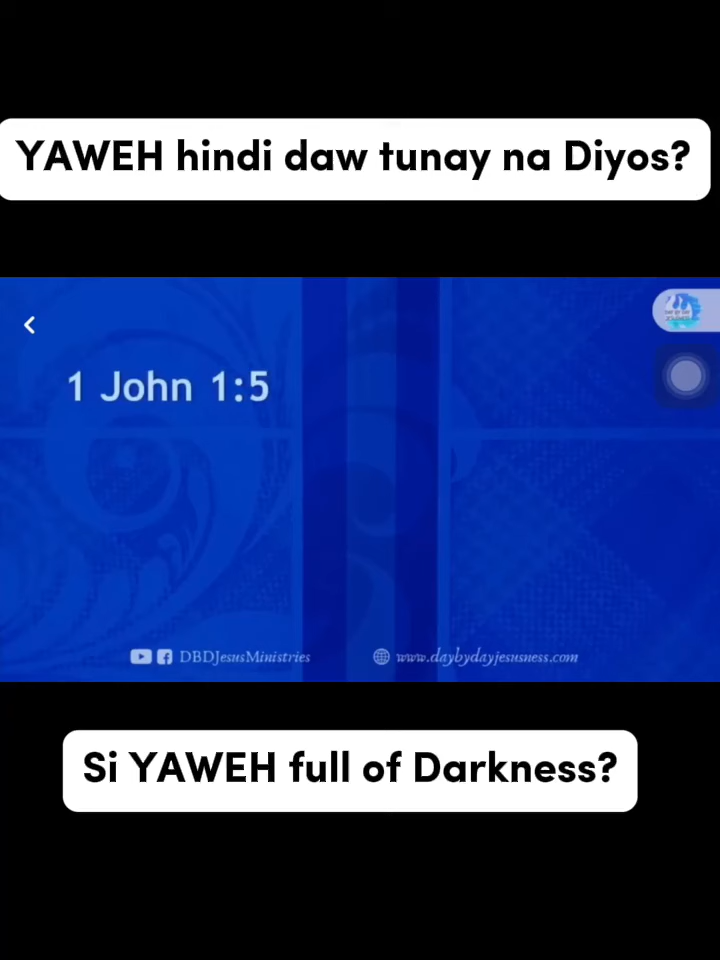 YAWEH hindi daw tunay na Diyos?
1 John 1:5
DBDJesusMinistries
www.daybydayjesusness.com
Si YAWEH full of Darkness?